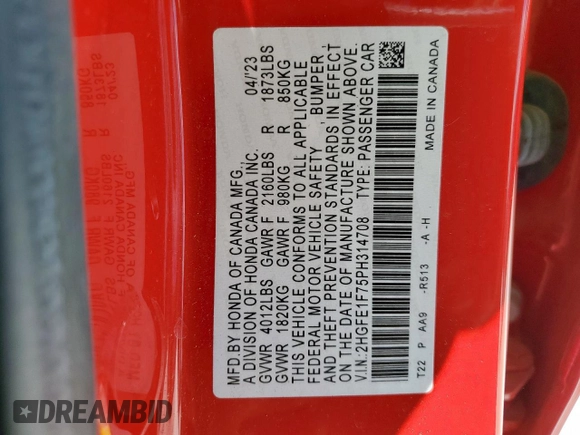 MFD.BY HONDA OF CANADA MFG.
A DIVISION OF HONDA CANADA INC. 04/'23
GVWR 4012LBS GAWR F 2160LBS R 1873LBS
GVWR 1820KG GAWR F 980KG R 850KG
THIS VEHICLE CONFORMS TO ALL APPLICABLE
FEDERAL MOTOR VEHICLE SAFETY , BUMPER ,
AND THEFT PREVENTION STANDARDS IN EFFECT
ON THE DATE OF MANUFACTURE SHOWN ABOVE.
V.I.N.:2HGFE1F75PH314708 TYPE: PASSENGER CAR
T22 P AA9 -R513 -A -H MADE IN CANADA
DREAMBID